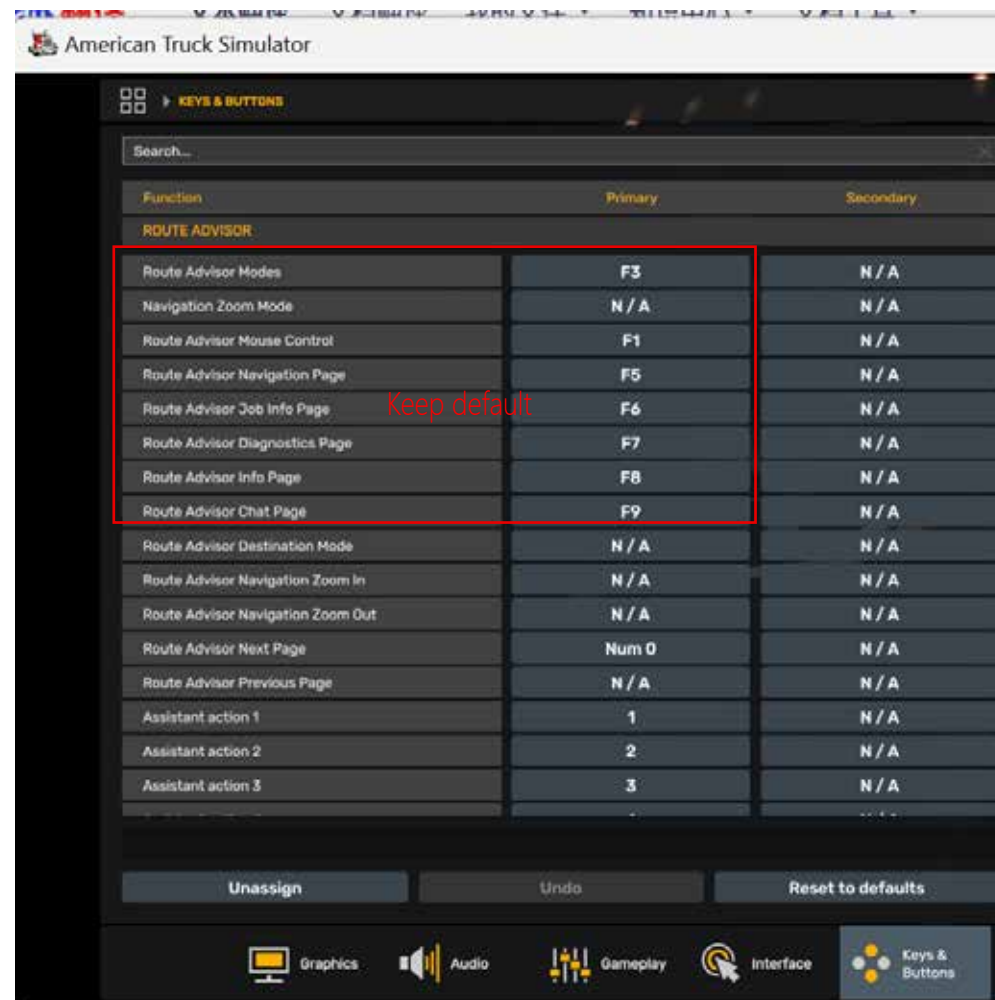 American Truck Simulator
KEYS & BUTTONS
Search...
Function Primary Secondary
ROUTE ADVISOR
Route Advisor Modes F3 N / A
Navigation Zoom Mode N / A N / A
Route Advisor Mouse Control F1 N / A
Route Advisor Navigation Page F5 N / A
Route Advisor Job Info Page Keep default F6 N / A
Route Advisor Diagnostics Page F7 N / A
Route Advisor Info Page F8 N / A
Route Advisor Chat Page F9 N / A
Route Advisor Destination Mode N / A N / A
Route Advisor Navigation Zoom In N / A N / A
Route Advisor Navigation Zoom Out N / A N / A
Route Advisor Next Page Num 0 N / A
Route Advisor Previous Page N / A N / A
Assistant action 1 1 N / A
Assistant action 2 2 N / A
Assistant action 3 3 N / A
Unassign Undo Reset to defaults
Graphics Audio Gameplay Interface Keys & Buttons